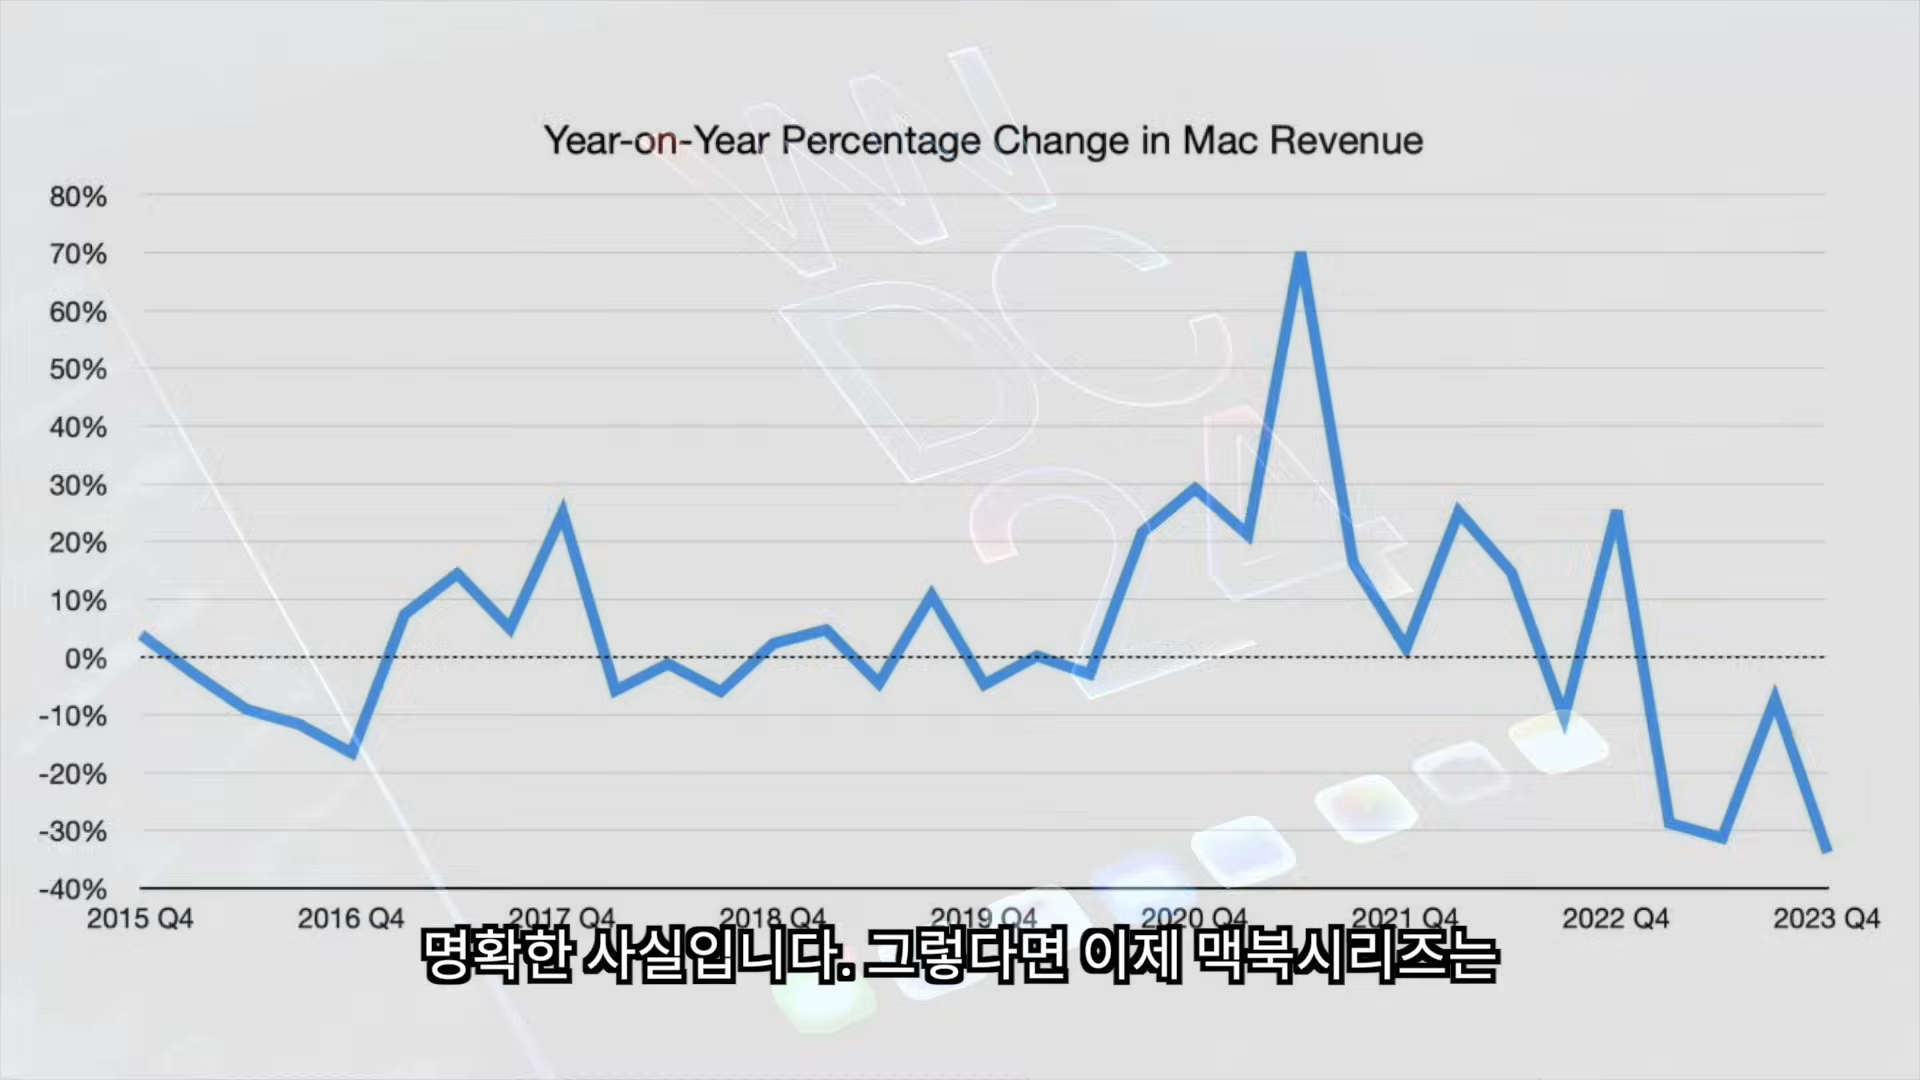 Year-on-Year Percentage Change in Mac Revenue
80%
70%
60%
50%
40%
30%
20%
10%
0%
-10%
-20%
-30%
-40%
2015 Q4 2016 Q4 2017 Q4 2018 Q4 2019 Q4 2020 Q4 2021 Q4 2022 Q4 2023 Q4
W W
DC
24
명확한 사실입니다. 그렇다면 이제 맥북시리즈는